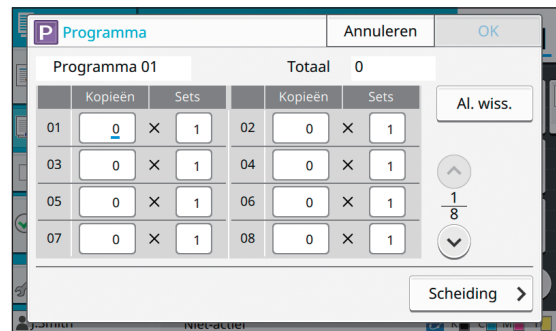 P Programma Annuleren OK
Programma 01 Totaal 0
Kopieën Sets Kopieën Sets Al. wiss.
01 0 × 1 02 0 × 1
03 0 × 1 04 0 × 1
05 0 × 1 06 0 × 1
1
8
07 0 × 1 08 0 × 1
Scheiding
J.Smith Niet-actief K C M Y